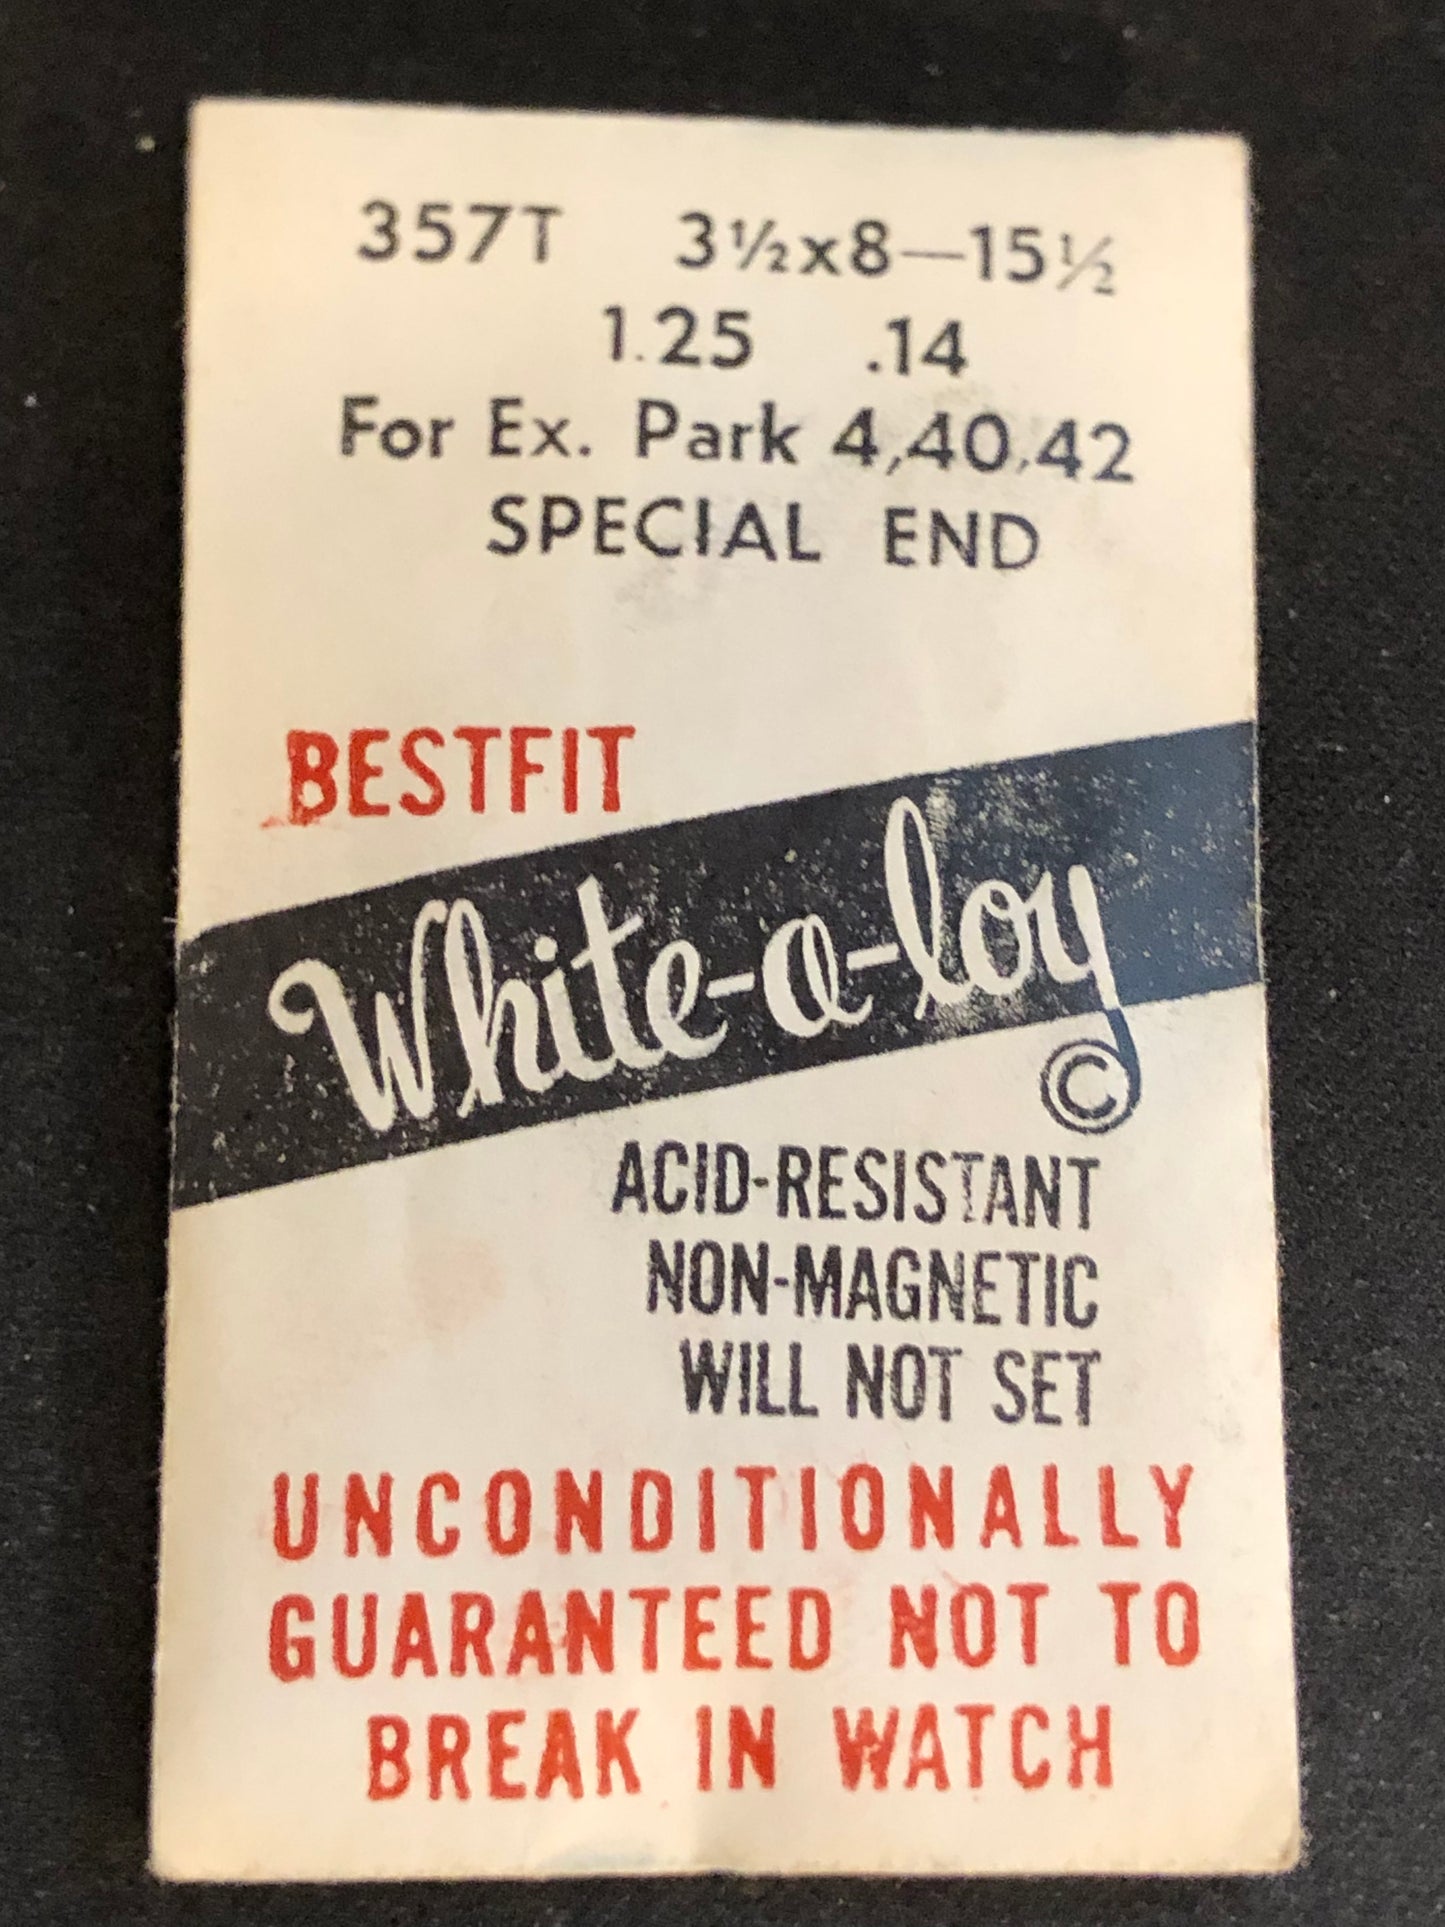 357T 3½x8—15½
1.25 .14
For Ex. Park 4,40,42
SPECIAL END
BESTFIT
White-a-loy
©
ACID-RESISTANT
NON-MAGNETIC
WILL NOT SET
UNCONDITIONALLY
GUARANTEED NOT TO
BREAK IN WATCH